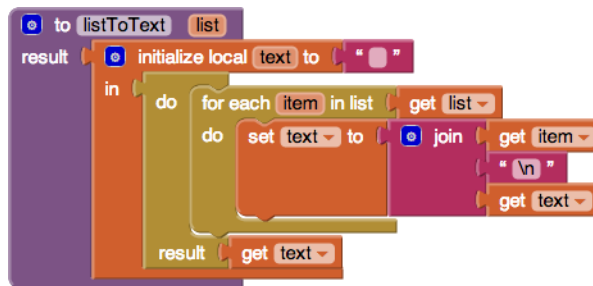 to listToText list
result initialize local text to " "
in do for each item in list get list
do set text to join get item
" \n "
get text
result get text